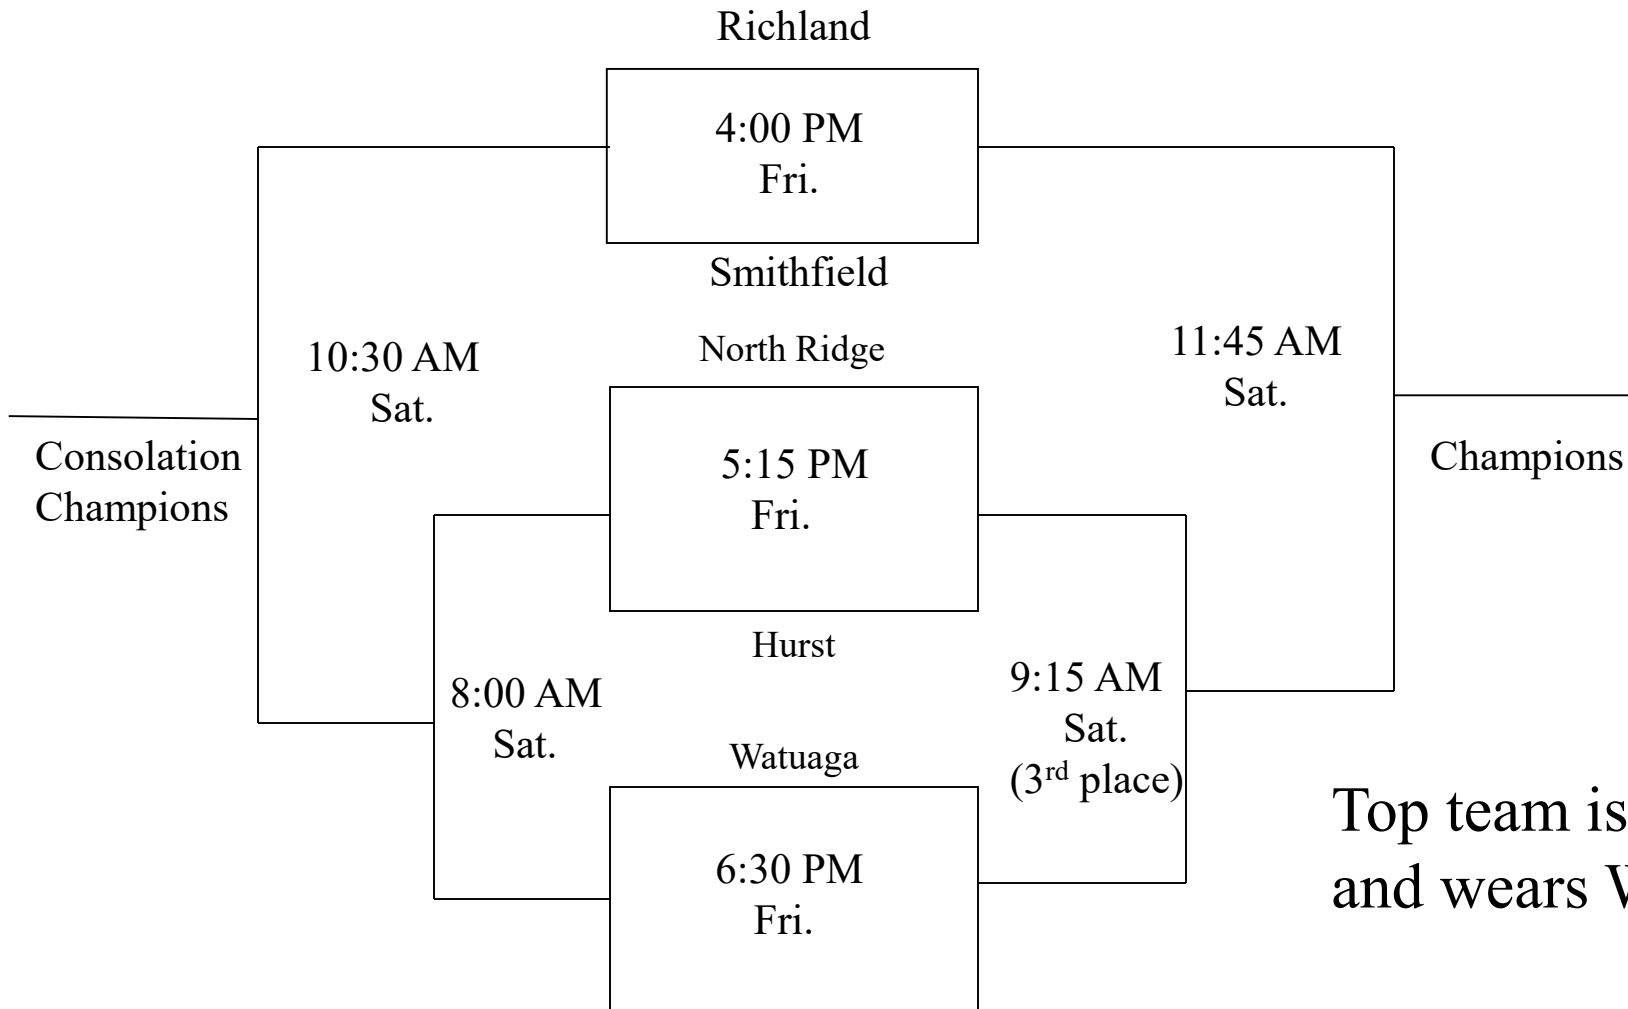 Richland
4:00 PM
Fri.
Smithfield
North Ridge
10:30 AM
Sat.
11:45 AM
Sat.
Consolation
Champions
5:15 PM
Fri.
Champions
Hurst
8:00 AM
Sat.
9:15 AM
Sat.
(3rd place)
Watuaga
6:30 PM
Fri.
Top team is
and wears